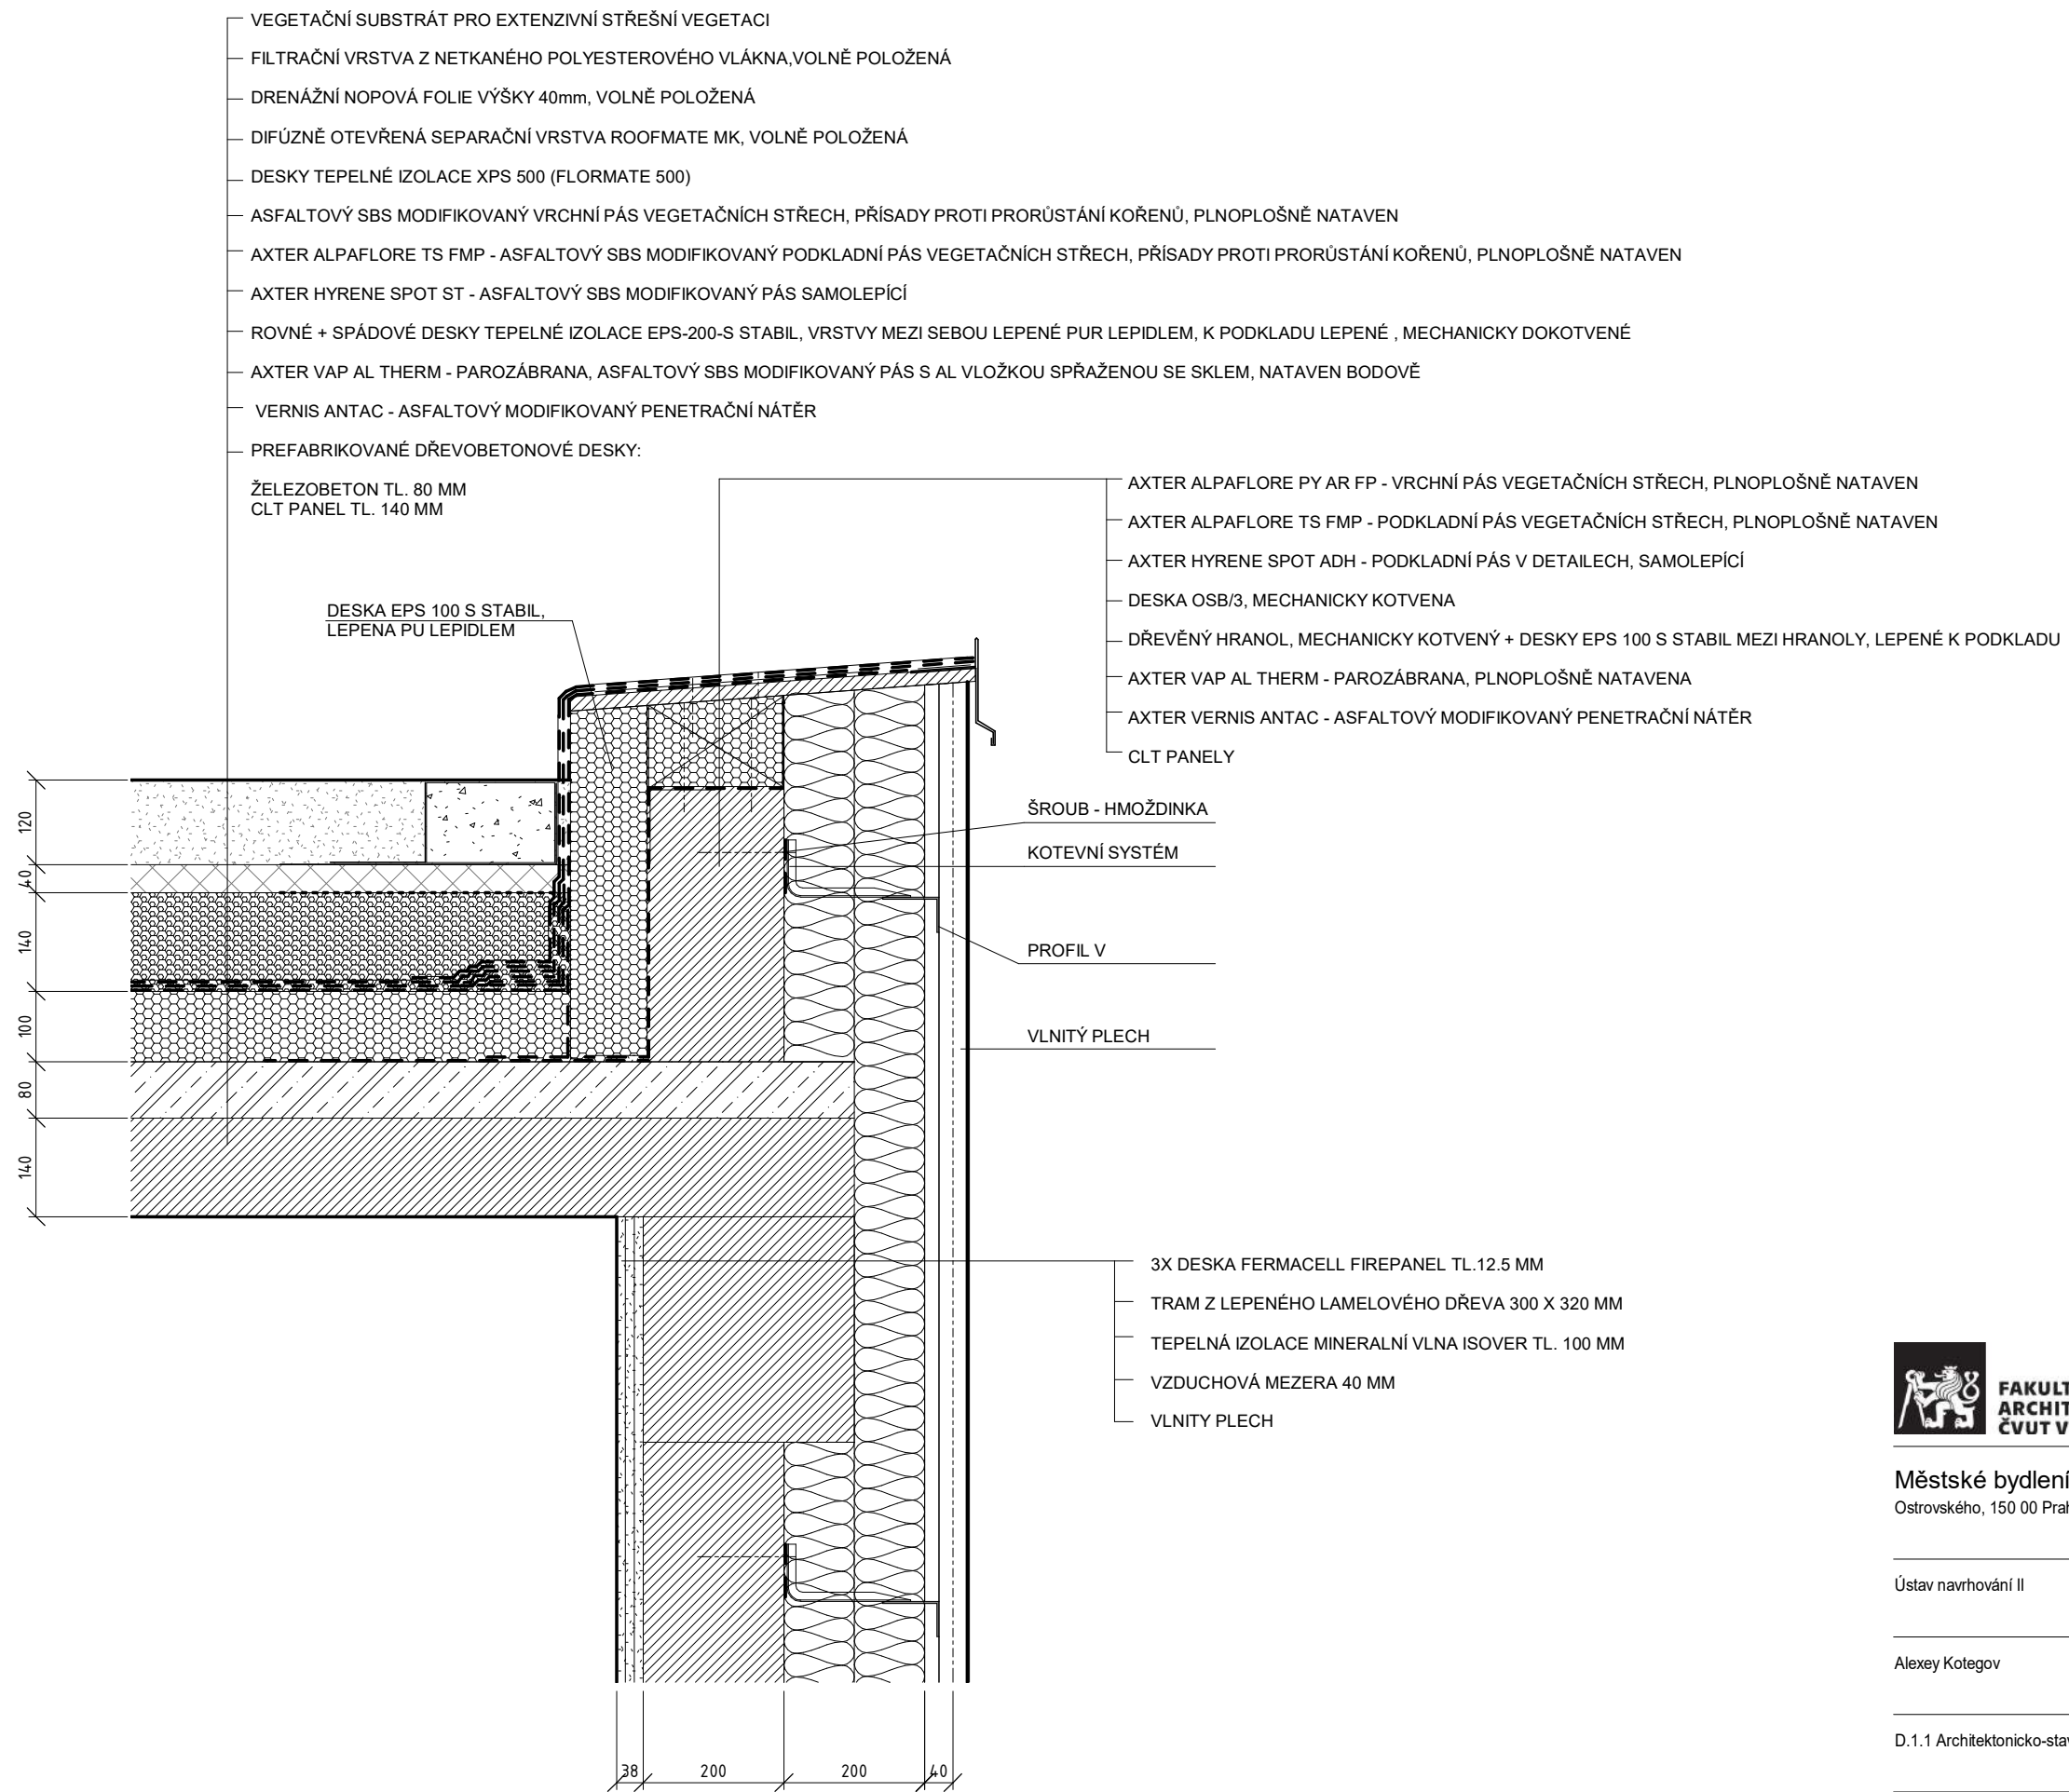 VEGETAČNÍ SUBSTRÁT PRO EXTENZIVNÍ STŘEŠNÍ VEGETACI
FILTRAČNÍ VRSTVA Z NETKANÉHO POLYESTEROVÉHO VLÁKNA,VOLNĚ POLOŽENÁ
DRENÁŽNÍ NOPOVÁ FOLIE VÝŠKY 40mm, VOLNĚ POLOŽENÁ
DIFÚZNĚ OTEVŘENÁ SEPARAČNÍ VRSTVA ROOFMATE MK, VOLNĚ POLOŽENÁ
DESKY TEPELNÉ IZOLACE XPS 500 (FLORMATE 500)
ASFALTOVÝ SBS MODIFIKOVANÝ VRCHNÍ PÁS VEGETAČNÍCH STŘECH, PŘÍSADY PROTI PRORŮSTÁNÍ KOŘENŮ, PLNOPLOŠNĚ NATAVEN
AXTER ALPAFLORE TS FMP - ASFALTOVÝ SBS MODIFIKOVANÝ PODKLADNÍ PÁS VEGETAČNÍCH STŘECH, PŘÍSADY PROTI PRORŮSTÁNÍ KOŘENŮ, PLNOPLOŠNĚ NATAVEN
AXTER HYRENE SPOT ST - ASFALTOVÝ SBS MODIFIKOVANÝ PÁS SAMOLEPÍCÍ
ROVNÉ + SPÁDOVÉ DESKY TEPELNÉ IZOLACE EPS-200-S STABIL, VRSTVY MEZI SEBOU LEPENÉ PUR LEPIDLEM, K PODKLADU LEPENÉ , MECHANICKY DOKOTVENÉ
AXTER VAP AL THERM - PAROZÁBRANA, ASFALTOVÝ SBS MODIFIKOVANÝ PÁS S AL VLOŽKOU SPŘAŽENOU SE SKLEM, NATAVEN BODOVĚ
VERNIS ANTAC - ASFALTOVÝ MODIFIKOVANÝ PENETRAČNÍ NÁTĚR
PREFABRIKOVANÉ DŘEVOBETONOVÉ DESKY:
ŽELEZOBETON TL. 80 MM
CLT PANEL TL. 140 MM
AXTER ALPAFLORE PY AR FP - VRCHNÍ PÁS VEGETAČNÍCH STŘECH, PLNOPLOŠNĚ NATAVEN
AXTER ALPAFLORE TS FMP - PODKLADNÍ PÁS VEGETAČNÍCH STŘECH, PLNOPLOŠNĚ NATAVEN
AXTER HYRENE SPOT ADH - PODKLADNÍ PÁS V DETAILECH, SAMOLEPÍCÍ
DESKA OSB/3, MECHANICKY KOTVENA
DŘEVĚNÝ HRANOL, MECHANICKY KOTVENÝ + DESKY EPS 100 S STABIL MEZI HRANOLY, LEPENÉ K PODKLADU
AXTER VAP AL THERM - PAROZÁBRANA, PLNOPLOŠNĚ NATAVENA
AXTER VERNIS ANTAC - ASFALTOVÝ MODIFIKOVANÝ PENETRAČNÍ NÁTĚR
CLT PANELY
DESKA EPS 100 S STABIL,
LEPENA PU LEPIDLEM
ŠROUB - HMOŽDINKA
KOTEVNÍ SYSTÉM
PROFIL V
VLNITÝ PLECH
120
40
140
100
80
140
3X DESKA FERMACELL FIREPANEL TL.12.5 MM
TRAM Z LEPENÉHO LAMELOVÉHO DŘEVA 300 X 320 MM
TEPELNÁ IZOLACE MINERALNÍ VLNA ISOVER TL. 100 MM
VZDUCHOVÁ MEZERA 40 MM
VLNITY PLECH
38
200
200
40
FAKULT
ARCHIT
ČVUT V
Městské bydlení
Ostrovského, 150 00 Prah
Ústav navrhování II
Alexey Kotegov
D.1.1 Architektonicko-stav